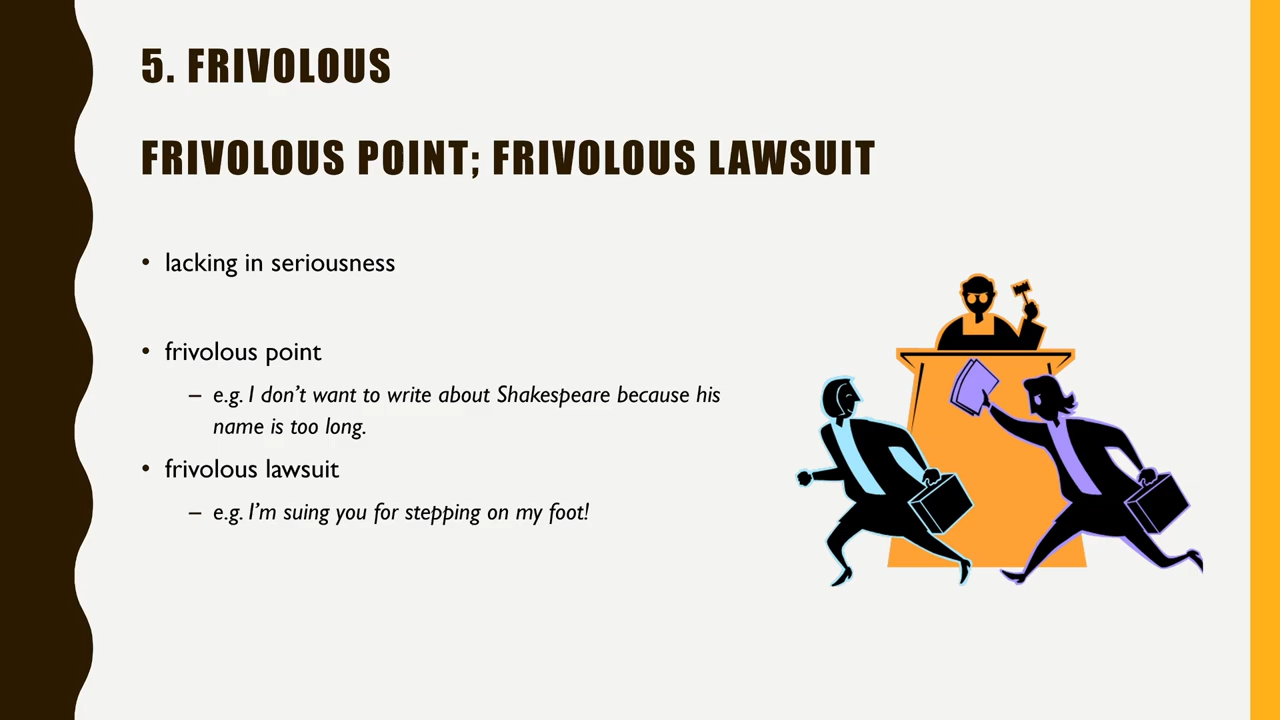 5. FRIVOLOUS
FRIVOLOUS POINT; FRIVOLOUS LAWSUIT
• lacking in seriousness
• frivolous point
– e.g. I don’t want to write about Shakespeare because his
name is too long.
• frivolous lawsuit
– e.g. I’m suing you for stepping on my foot!